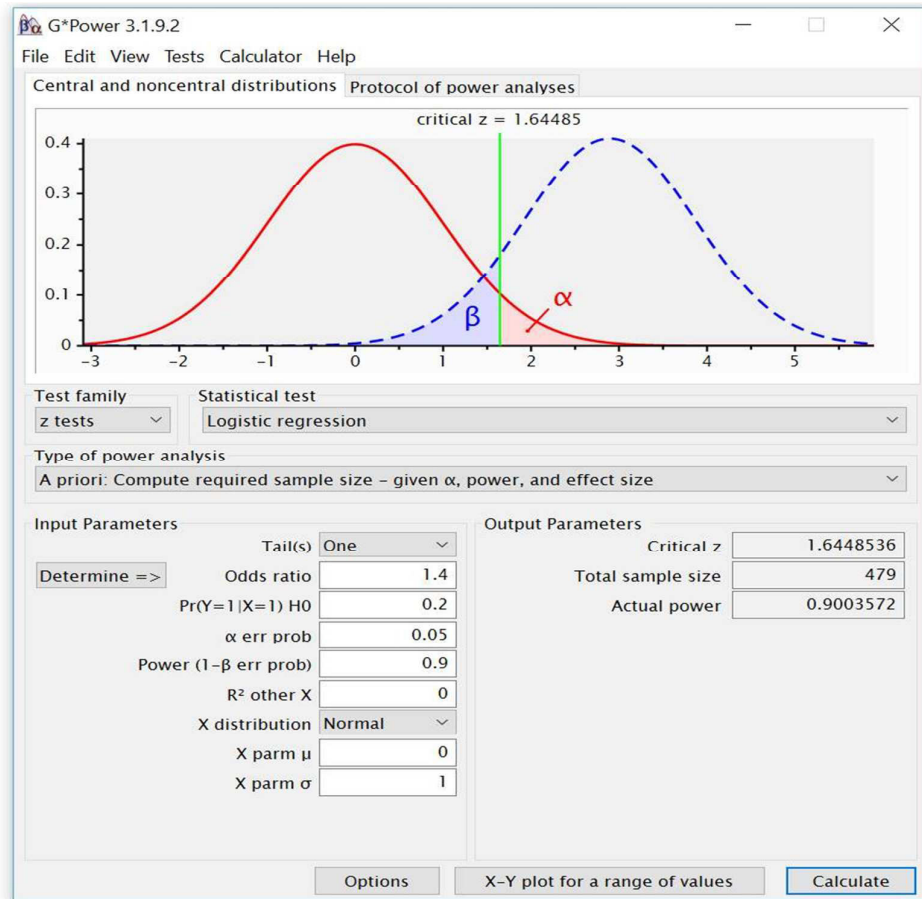 βα G*Power 3.1.9.2
File Edit View Tests Calculator Help
Central and noncentral distributions Protocol of power analyses
critical z = 1.64485
0.4
0.3
0.2
0.1
0
β
α
-3 -2 -1 0 1 2 3 4 5
Test family Statistical test
z tests Logistic regression
Type of power analysis
A priori: Compute required sample size – given α, power, and effect size
Input Parameters
Tail(s) One
Determine => Odds ratio 1.4
Pr(Y=1|X=1) H0 0.2
α err prob 0.05
Power (1-β err prob) 0.9
R² other X 0
X distribution Normal
X parm μ 0
X parm σ 1
Output Parameters
Critical z 1.6448536
Total sample size 479
Actual power 0.9003572
Options X-Y plot for a range of values Calculate